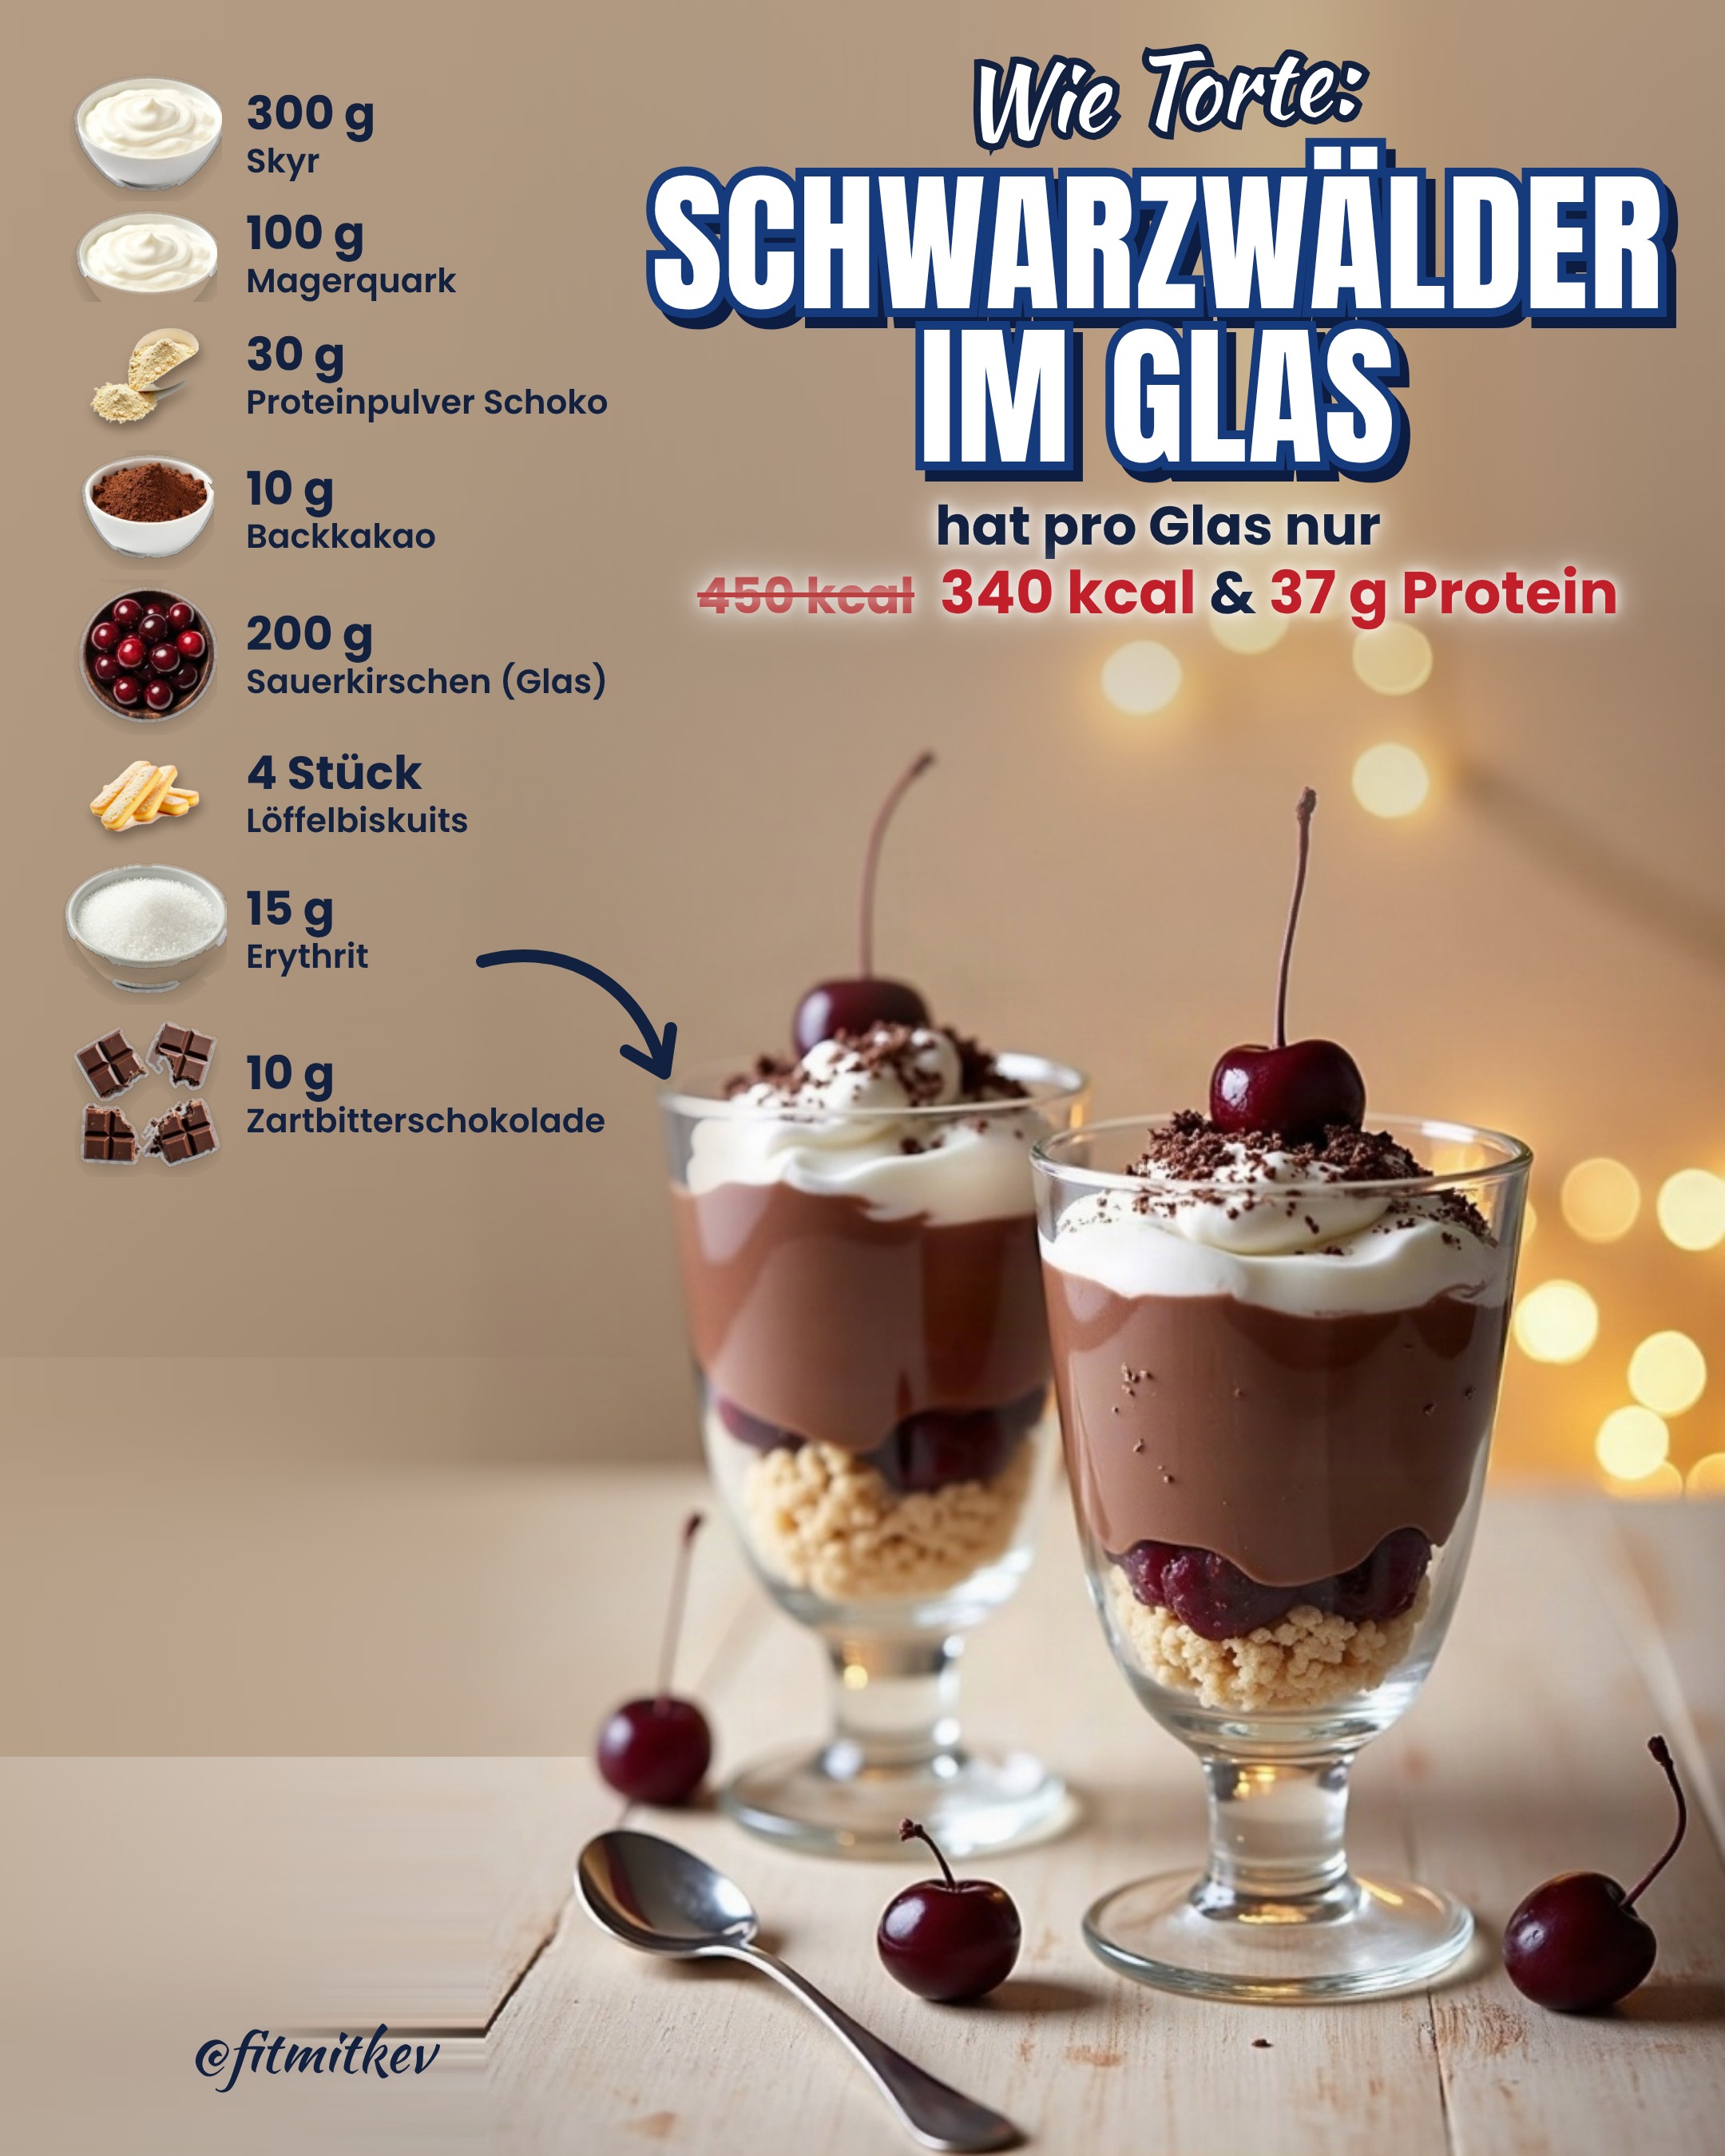 Wie Torte:
SCHWARZWÄLDER
IM GLAS
hat pro Glas nur
450 kcal 340 kcal & 37 g Protein
300 g
Skyr
100 g
Magerquark
30 g
Proteinpulver Schoko
10 g
Backkakao
200 g
Sauerkirschen (Glas)
4 Stück
Löffelbiskuits
15 g
Erythrit
10 g
Zartbitterschokolade
@fitmitkev